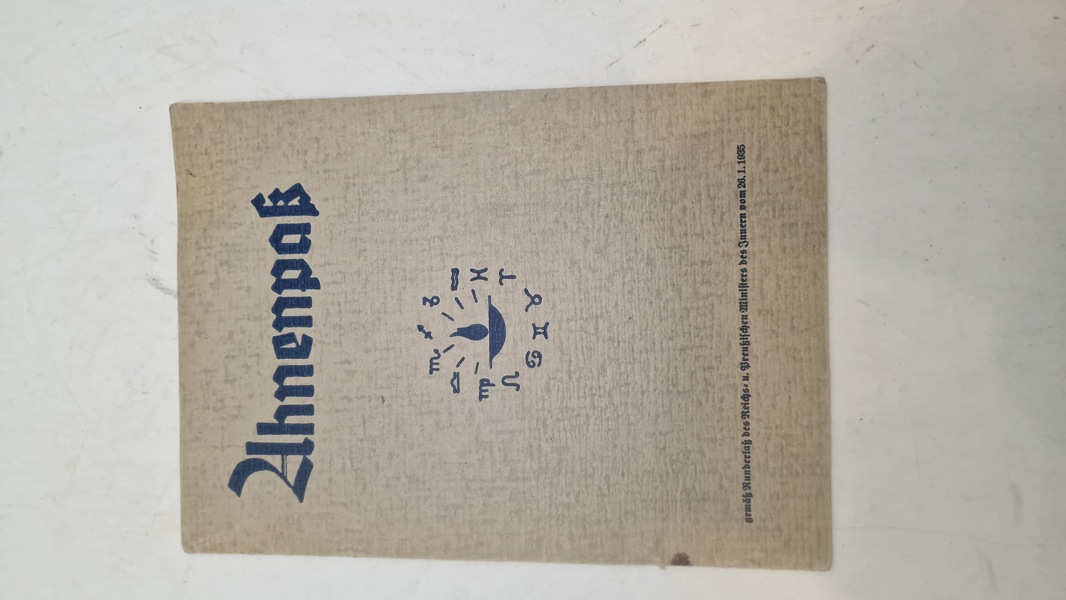 Ahnenpaß
gemäß Runderlaß des Reichs- u. Preußischen Ministers des Innern vom 26.1.1935